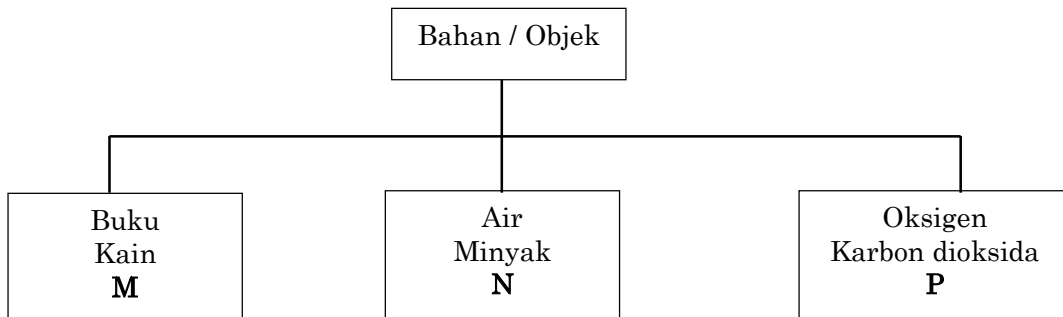 Bahan / Objek
Buku
Kain
M
Air
Minyak
N
Oksigen
Karbon dioksida
P